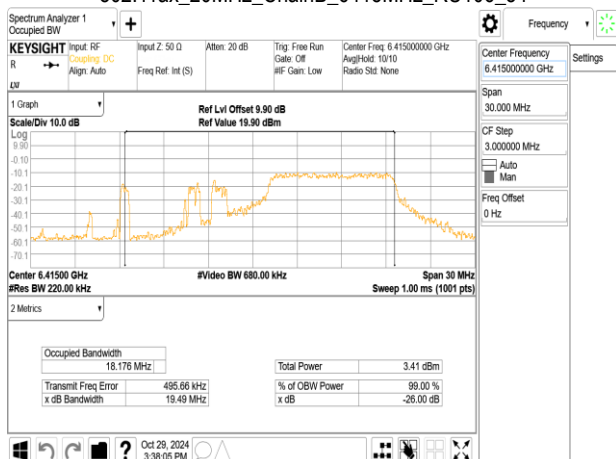 Spectrum Analyzer 1
Occupied BW
+
Frequency
KEYSIGHT
R
Input: RF
Coupling: DC
Align: Auto
Input Z: 50 Ω
Freq Ref: Int (S)
Atten: 20 dB
Trig: Free Run
Gate: Off
#IF Gain: Low
Center Freq: 6.415000000 GHz
Avg|Hold: 10/10
Radio Std: None
Center Frequency
6.415000000 GHz
Settings
Span
30.000 MHz
CF Step
3.000000 MHz
Auto
Man
Freq Offset
0 Hz
1 Graph
Scale/Div 10.0 dB
Ref Lvl Offset 9.90 dB
Ref Value 19.90 dBm
Log
9.90
-0.10
-10.1
-20.1
-30.1
-40.1
-50.1
-60.1
-70.1
Center 6.41500 GHz
#Res BW 220.00 kHz
#Video BW 680.00 kHz
Span 30 MHz
Sweep 1.00 ms (1001 pts)
2 Metrics
Occupied Bandwidth
18.176 MHz
Transmit Freq Error 495.66 kHz
x dB Bandwidth 19.49 MHz
Total Power 3.41 dBm
% of OBW Power 99.00 %
x dB -26.00 dB
?
Oct 29, 2024
3:38:05 PM